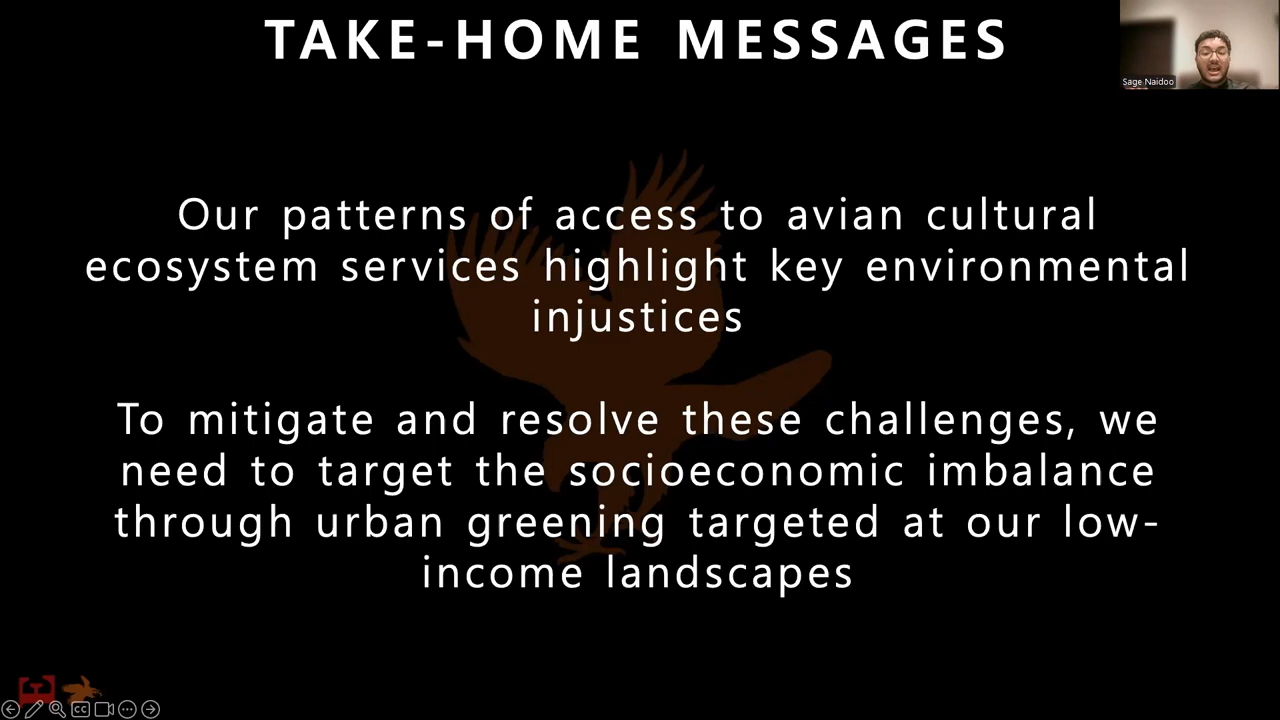 TAKE-HOME MESSAGES
Sage Naidoo
Our patterns of access to avian cultural
ecosystem services highlight key environmental
injustices
To mitigate and resolve these challenges, we
need to target the socioeconomic imbalance
through urban greening targeted at our low-
income landscapes
CC